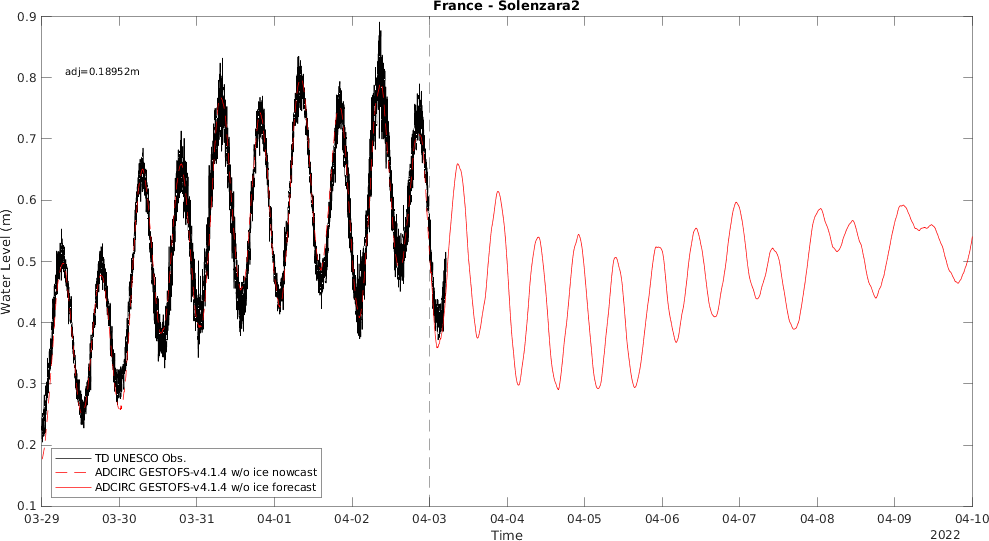 France - Solenzara2
0.9
0.8
0.7
0.6
0.5
0.4
0.3
0.2
0.1
Water Level (m)
adj=0.18952m
TD UNESCO Obs.
ADCIRC GESTOFS-v4.1.4 w/o ice nowcast
ADCIRC GESTOFS-v4.1.4 w/o ice forecast
03-29 03-30 03-31 04-01 04-02 04-03 04-04 04-05 04-06 04-07 04-08 04-09 04-10
Time
2022